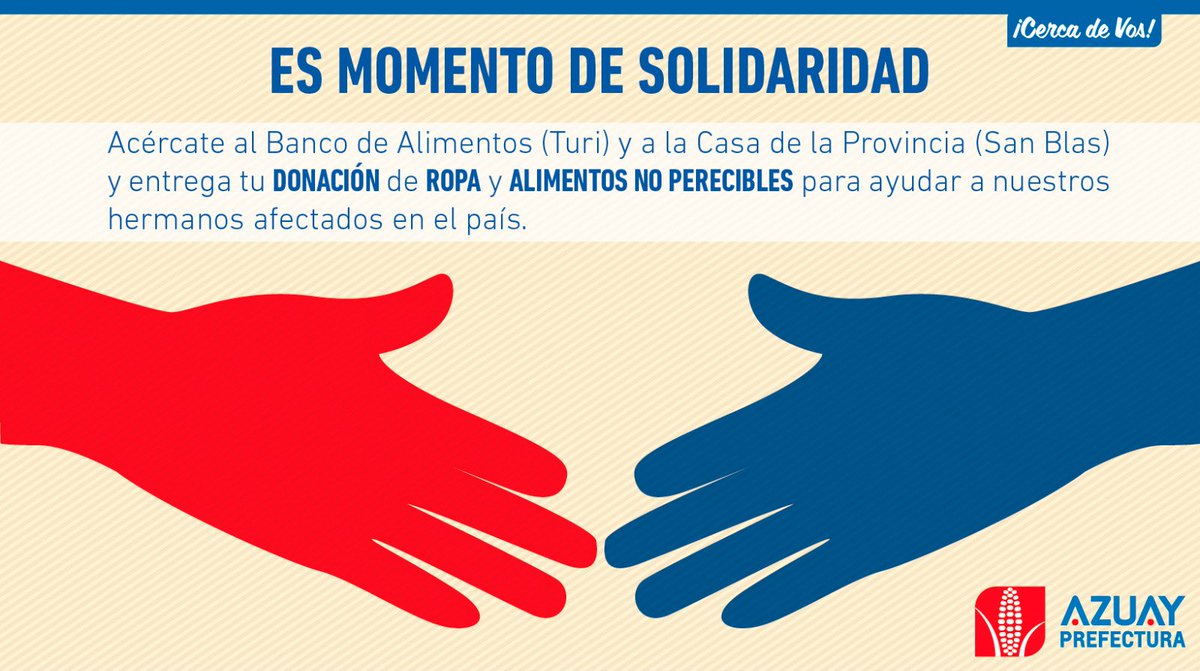 ¡Cerca de Vos!
ES MOMENTO DE SOLIDARIDAD
Acércate al Banco de Alimentos (Turi) y a la Casa de la Provincia (San Blas)
y entrega tu DONACIÓN de ROPA y ALIMENTOS NO PERECIBLES para ayudar a nuestros
hermanos afectados en el país.
AZUAY
PREFECTURA